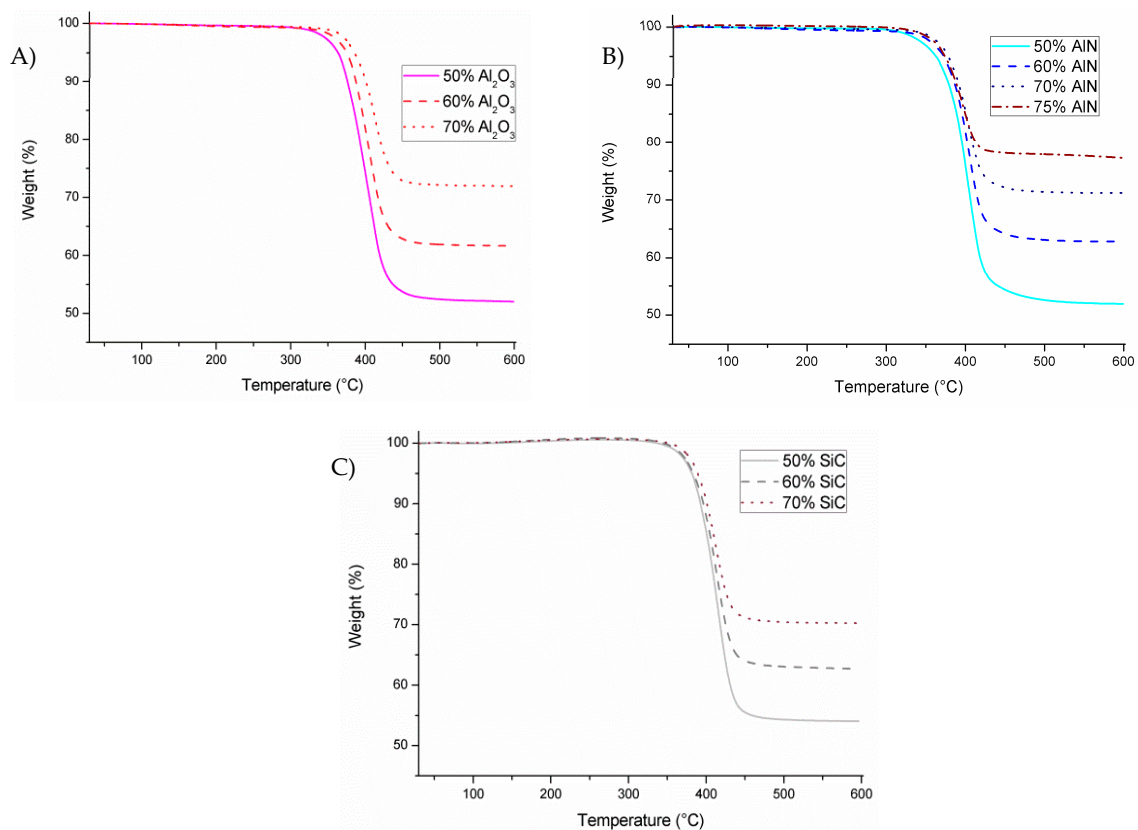 A)
100
90
80
70
60
50
Weight (%)
50% Al₂O₃
60% Al₂O₃
70% Al₂O₃
100 200 300 400 500 600
Temperature (°C)
B)
100
90
80
70
60
50
Weight (%)
50% AlN
60% AlN
70% AlN
75% AlN
100 200 300 400 500 600
Temperature (°C)
C)
100
90
80
70
60
50
Weight (%)
50% SiC
60% SiC
70% SiC
100 200 300 400 500 600
Temperature (°C)